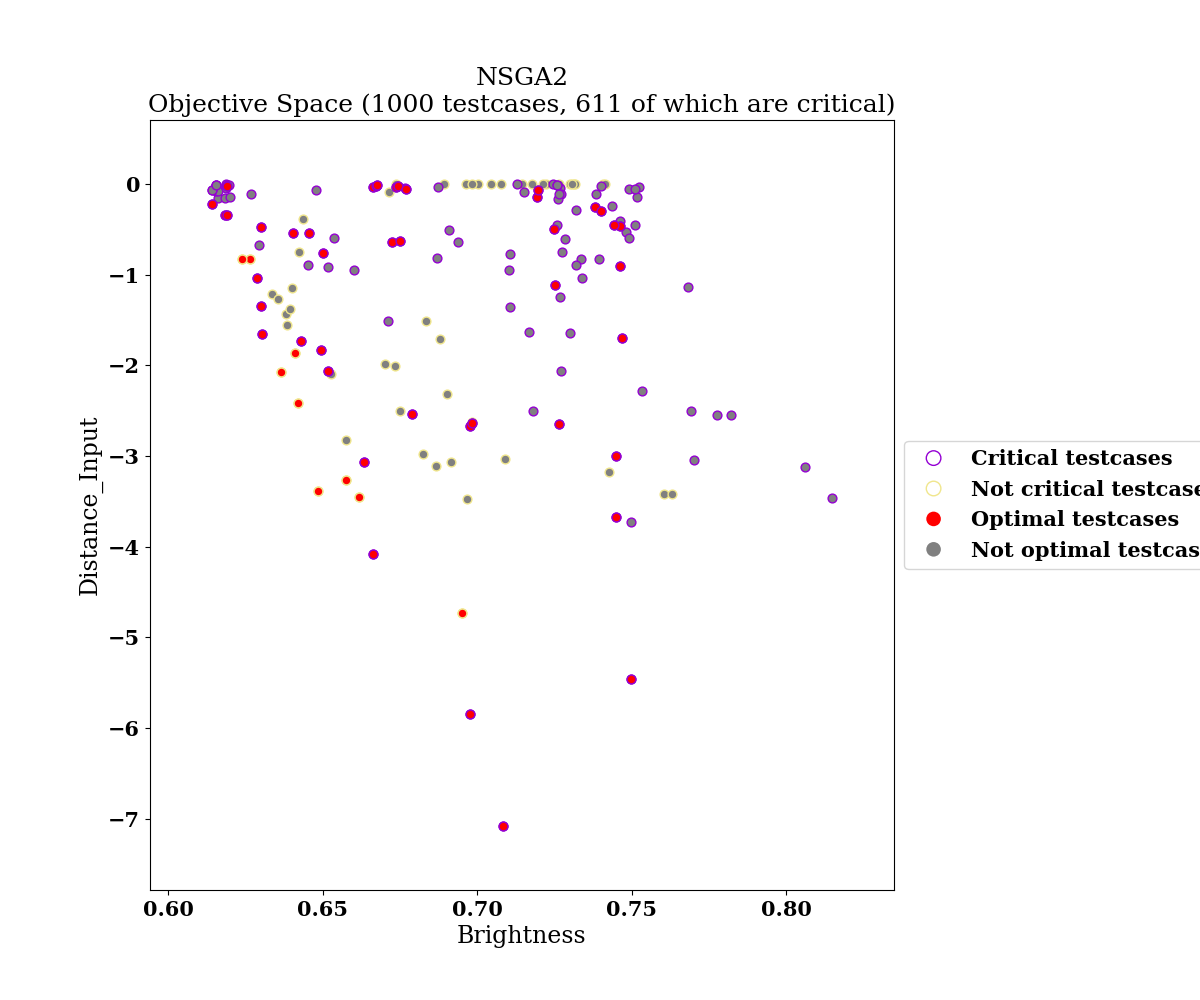 NSGA2
Objective Space (1000 testcases, 611 of which are critical)
0
−1
−2
−3
−4
−5
−6
−7
Distance_Input
0.60 0.65 0.70 0.75 0.80
Brightness
Critical testcases
Not critical testcase
Optimal testcases
Not optimal testcas